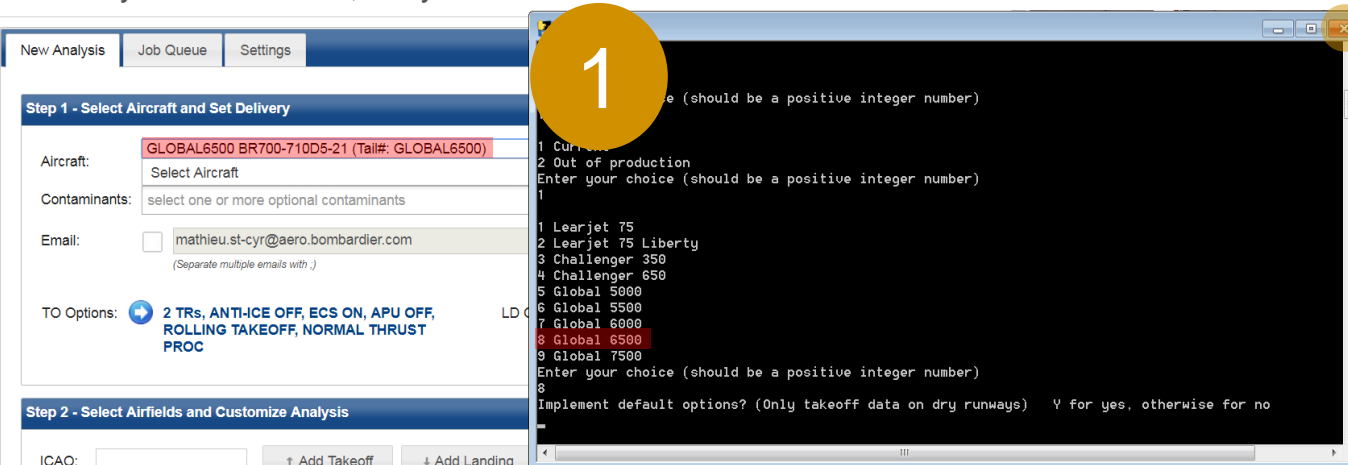 New Analysis
Job Queue
Settings
Step 1 - Select Aircraft and Set Delivery
Aircraft:
GLOBAL6500 BR700-710D5-21 (Tail#: GLOBAL6500)
Select Aircraft
Contaminants:
select one or more optional contaminants
Email:
mathieu.st-cyr@aero.bombardier.com
(Separate multiple emails with ;)
TO Options:
2 TRs, ANTI-ICE OFF, ECS ON, APU OFF,
ROLLING TAKEOFF, NORMAL THRUST
PROC
LD
Step 2 - Select Airfields and Customize Analysis
ICAO:
↑ Add Takeoff
↓ Add Landing
1
(should be a positive integer number)
1
2 Out of production
Enter your choice (should be a positive integer number)
1
1 Learjet 75
2 Learjet 75 Liberty
3 Challenger 350
4 Challenger 650
5 Global 5000
6 Global 5500
7 Global 6000
8 Global 6500
9 Global 7500
Enter your choice (should be a positive integer number)
8
Implement default options? (Only takeoff data on dry runways) Y for yes, otherwise for no